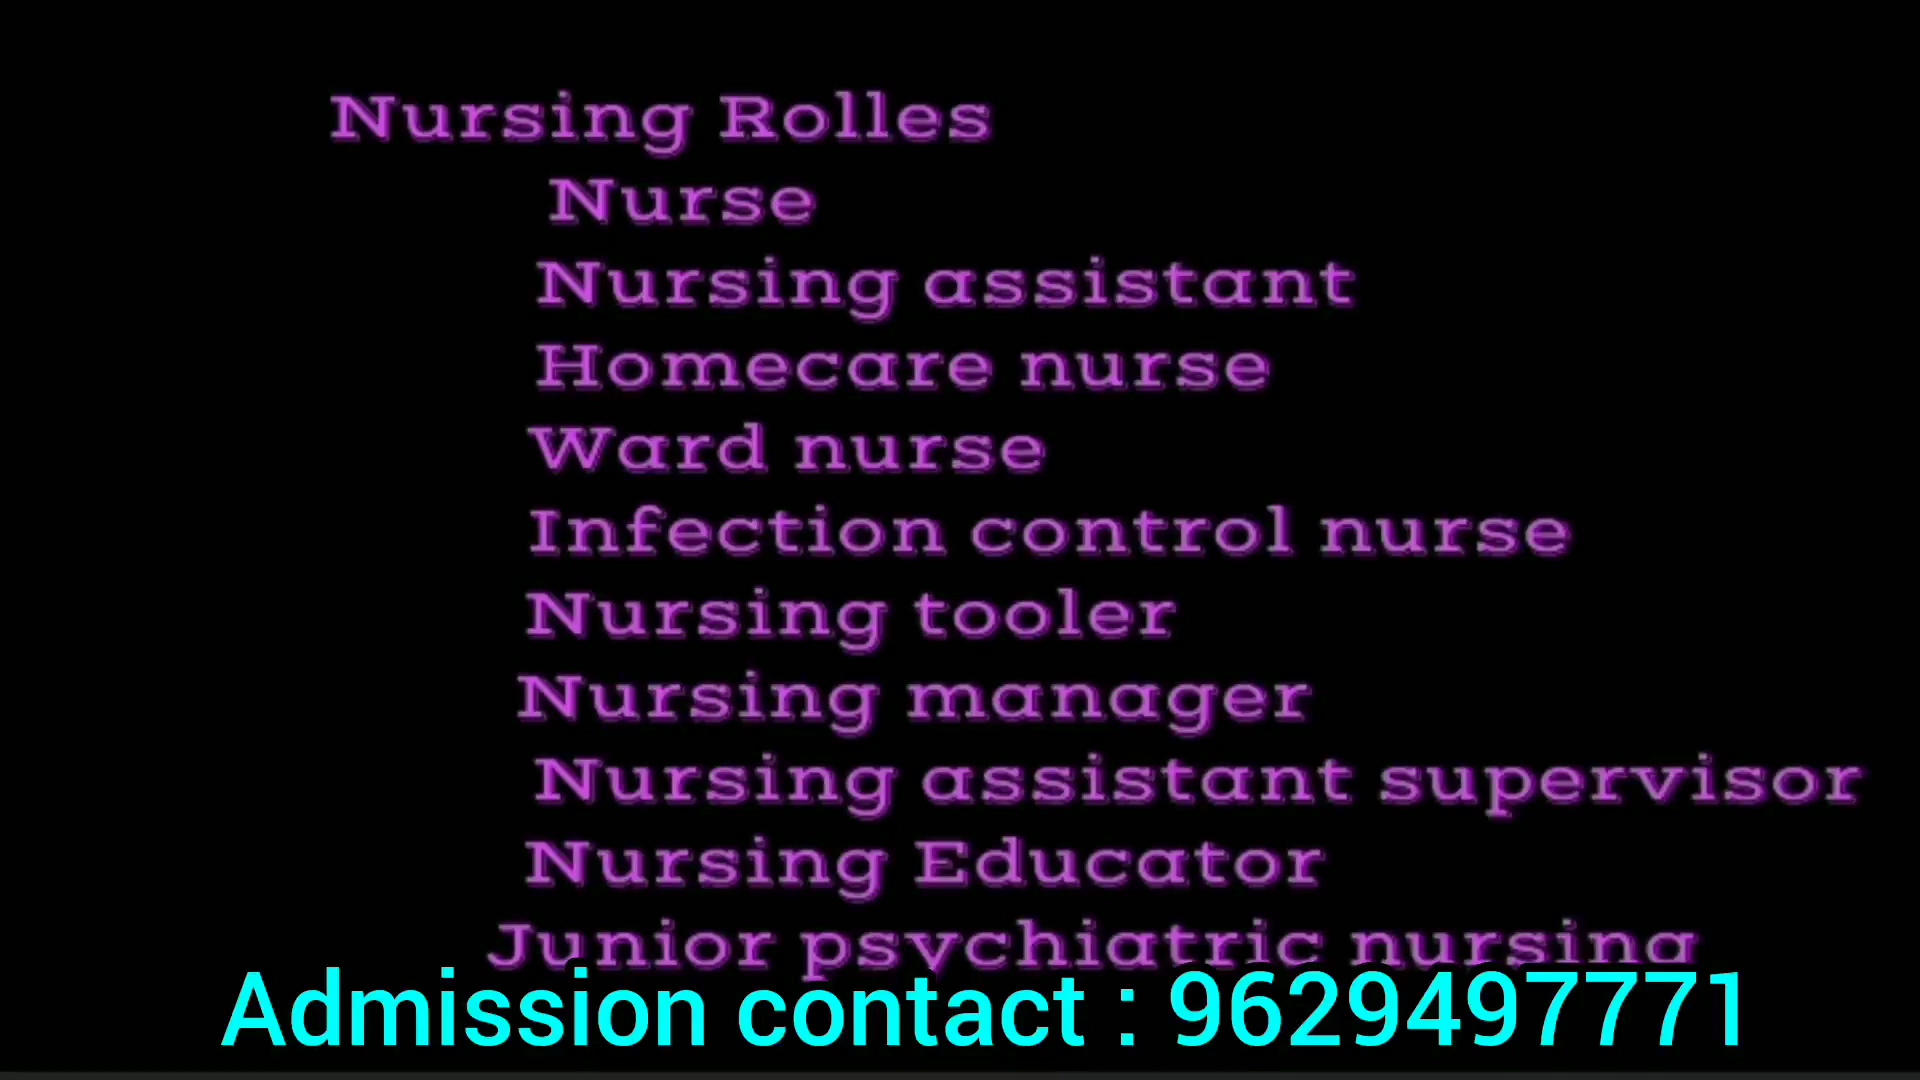 Nursing Rolles
Nurse
Nursing assistant
Homecare nurse
Ward nurse
Infection control nurse
Nursing tooler
Nursing manager
Nursing assistant supervisor
Nursing Educator
Junior psychiatric nursing
Admission contact : 9629497771